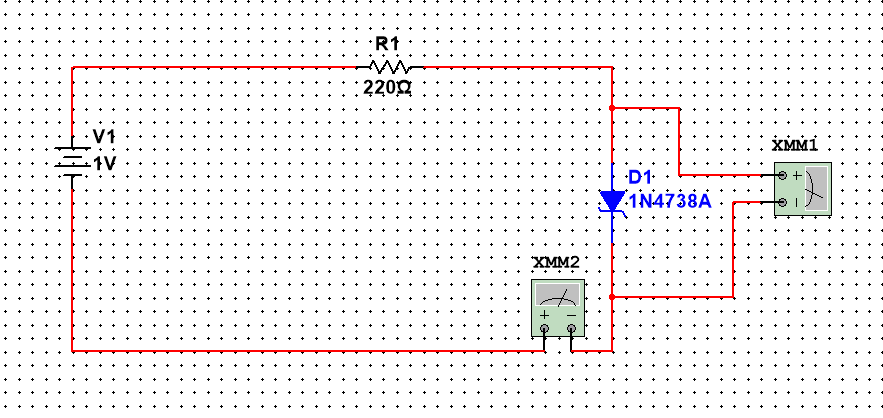 R1
220Ω
V1
1V
XMM1
D1
1N4738A
XMM2